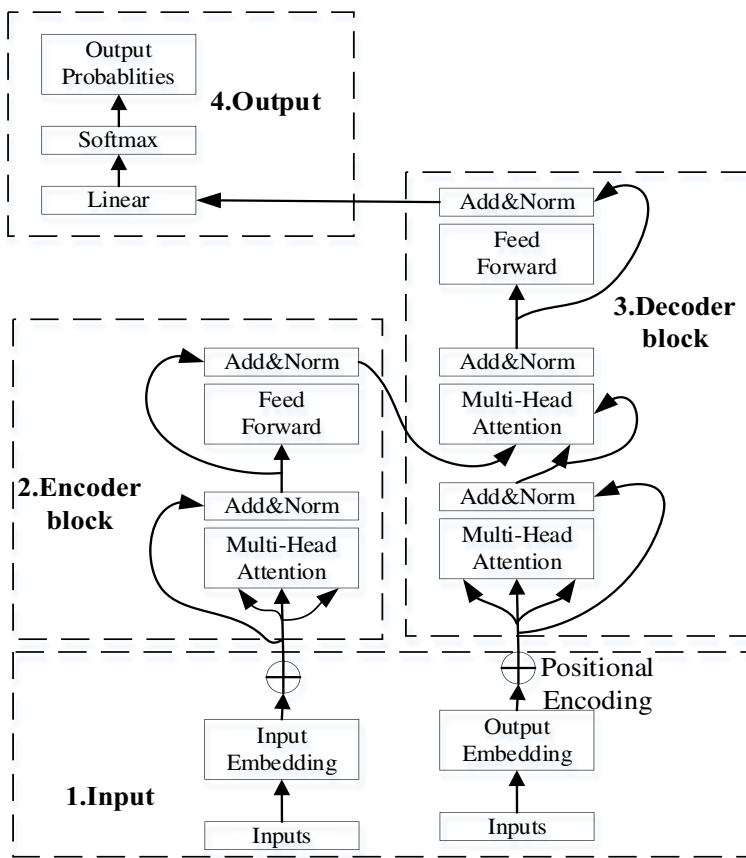 Output
Probablities
4.Output
Softmax
Linear
Add&Norm
Feed
Forward
3.Decoder
block
Add&Norm
Multi-Head
Attention
Add&Norm
Multi-Head
Attention
Add&Norm
Feed
Forward
2.Encoder
block
Add&Norm
Multi-Head
Attention
Positional
Encoding
Input
Embedding
Output
Embedding
1.Input
Inputs
Inputs